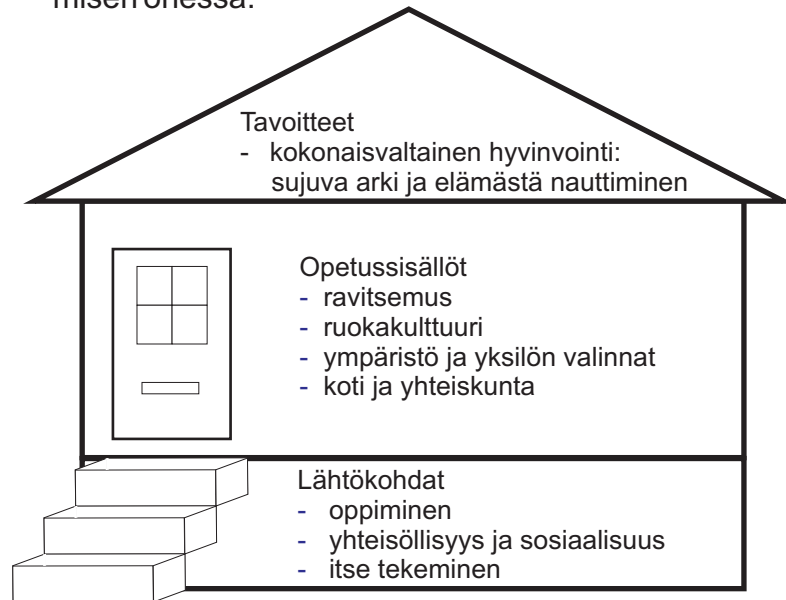 Tavoitteet
- kokonaisvaltainen hyvinvointi:
sujuva arki ja elämästä nauttiminen
Opetussisällöt
- ravitsemus
- ruokakulttuuri
- ympäristö ja yksilön valinnat
- koti ja yhteiskunta
Lähtökohdat
- oppiminen
- yhteisöllisyys ja sosiaalisuus
- itse tekeminen